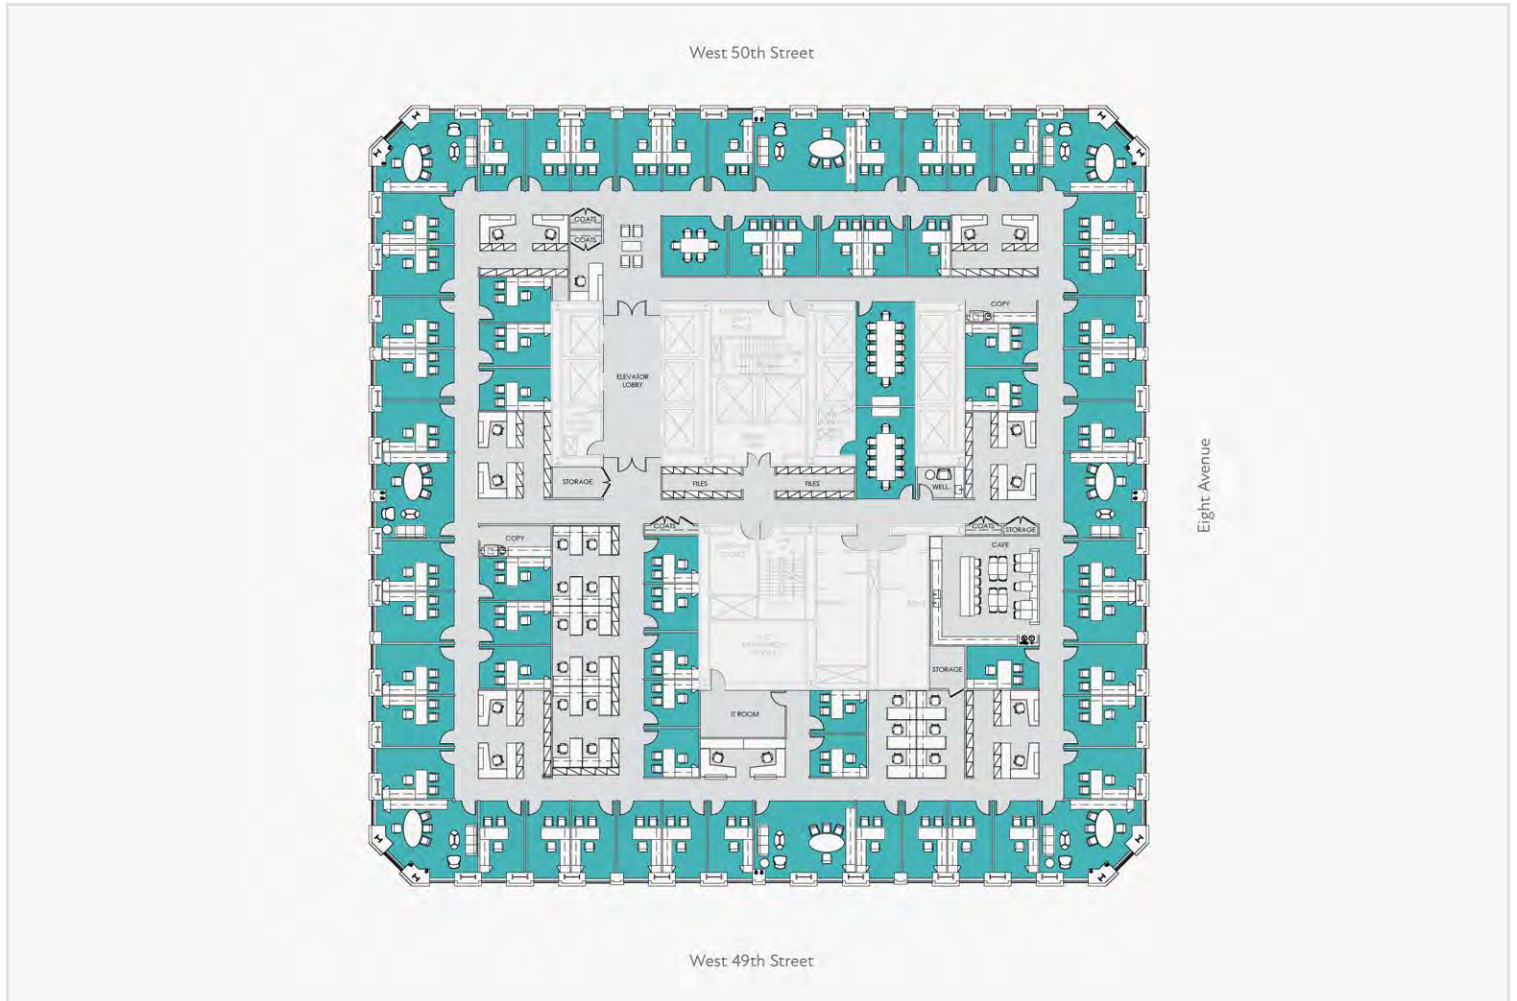 West 50th Street
COATS
COATS
COPY
ELEVATOR
LOBBY
Eight Avenue
STORAGE
FILES
FILES
WELL.
COATS
COATS
STORAGE
COPY
CAFE
STORAGE
IT ROOM
West 49th Street